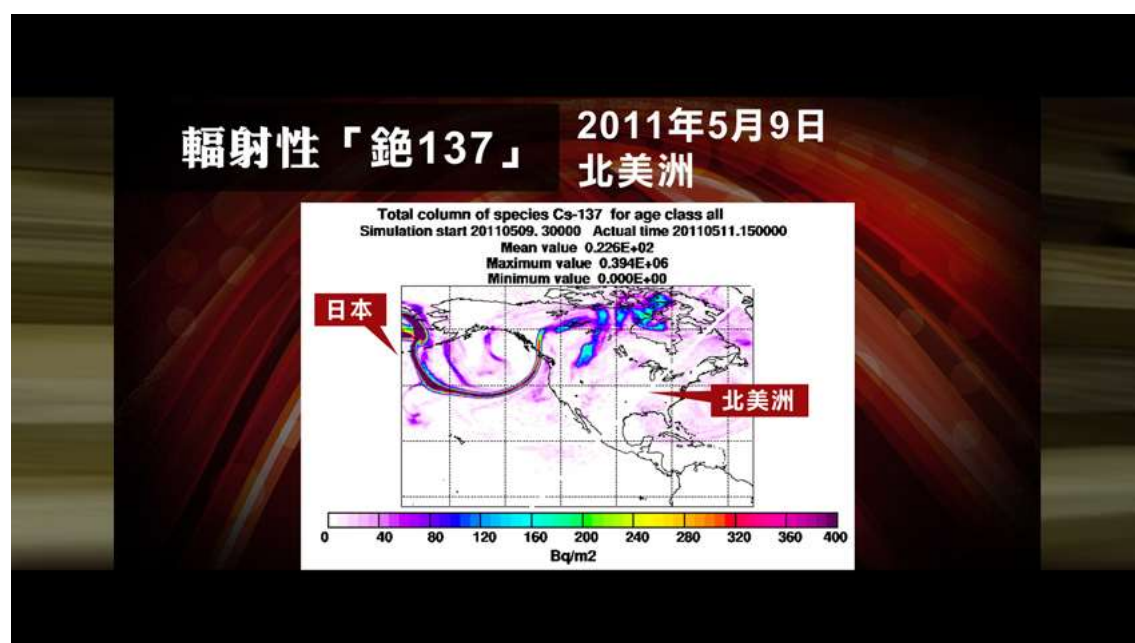 輻射性「銫137」
2011年5月9日
北美洲
Total column of species Cs-137 for age class all
Simulation start 20110509. 30000 Actual time 20110511.150000
Mean value 0.226E+02
Maximum value 0.394E+06
Minimum value 0.000E+00
日本
北美洲
0 40 80 120 160 200 240 280 320 360 400
Bq/m2